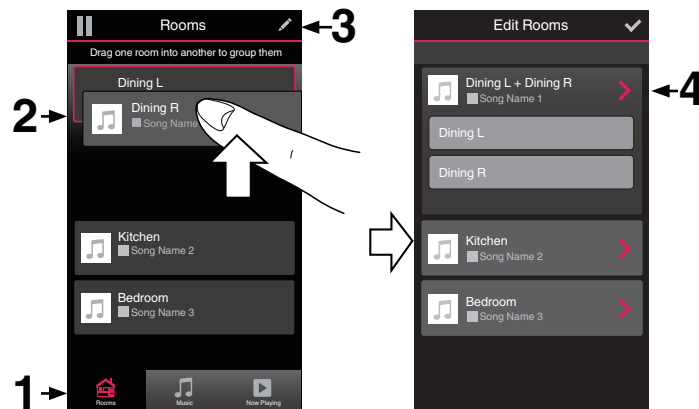 Rooms
3
Drag one room into another to group them
2
Dining L
Dining R
Song Name
Kitchen
Song Name 2
Bedroom
Song Name 3
1
Rooms
Music
Now Playing
Edit Rooms
Dining L + Dining R
Song Name 1
4
Dining L
Dining R
Kitchen
Song Name 2
Bedroom
Song Name 3